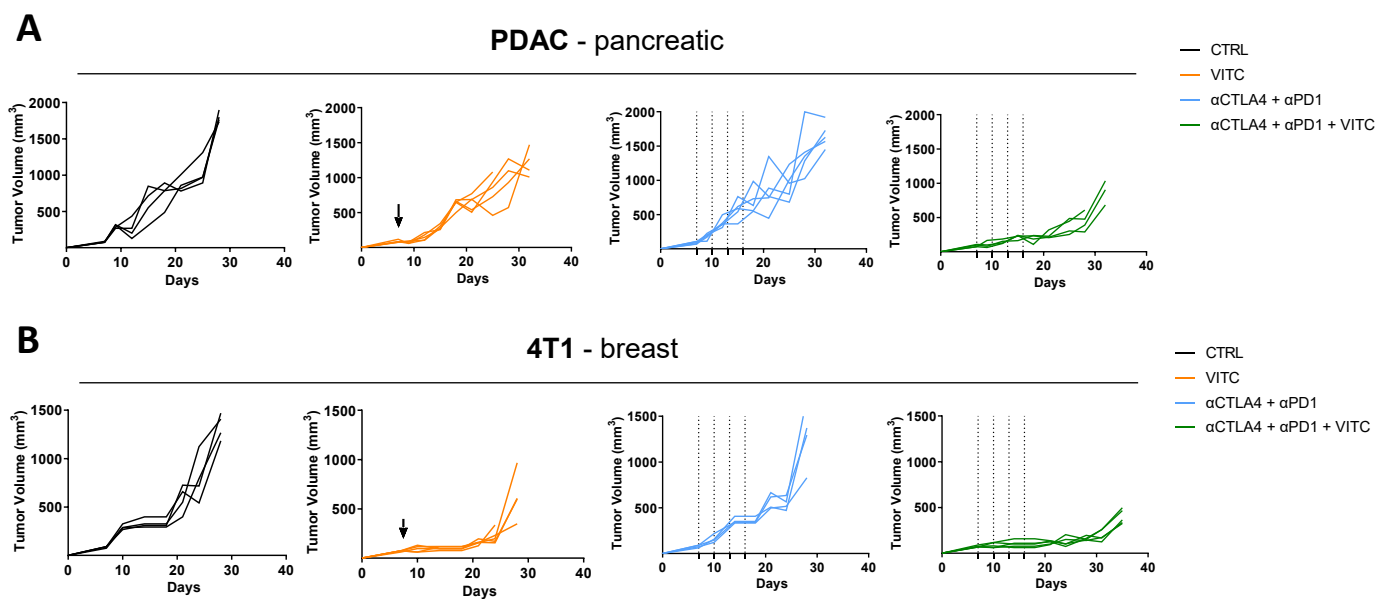 A
PDAC - pancreatic
CTRL
VITC
αCTLA4 + αPD1
αCTLA4 + αPD1 + VITC
Tumor Volume (mm³)
2000
1500
1000
500
0 10 20 30 40
Days
Tumor Volume (mm³)
2000
1500
1000
500
0 10 20 30 40
Days
Tumor Volume (mm³)
2000
1500
1000
500
0 10 20 30 40
Days
Tumor Volume (mm³)
2000
1500
1000
500
0 10 20 30 40
Days
B
4T1 - breast
CTRL
VITC
αCTLA4 + αPD1
αCTLA4 + αPD1 + VITC
Tumor Volume (mm³)
1500
1000
500
0 10 20 30 40
Days
Tumor Volume (mm³)
1500
1000
500
0 10 20 30 40
Days
Tumor Volume (mm³)
1500
1000
500
0 10 20 30 40
Days
Tumor Volume (mm³)
1500
1000
500
0 10 20 30 40
Days